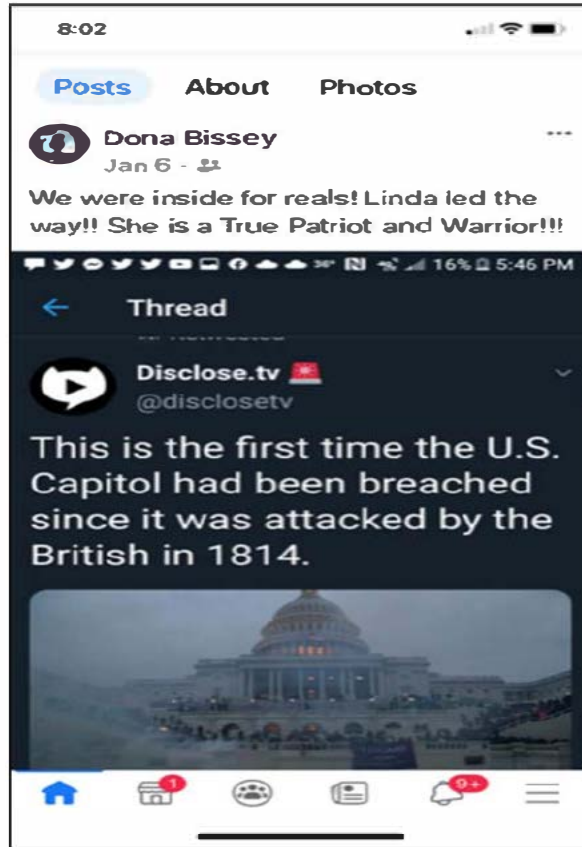 8:02
Posts About Photos
Dona Bissey
Jan 6 ·
We were inside for reals! Linda led the
way!! She is a True Patriot and Warrior!!!
16% 5:46 PM
Thread
Disclose.tv
@disclosetv
This is the first time the U.S.
Capitol had been breached
since it was attacked by the
British in 1814.
1
9+